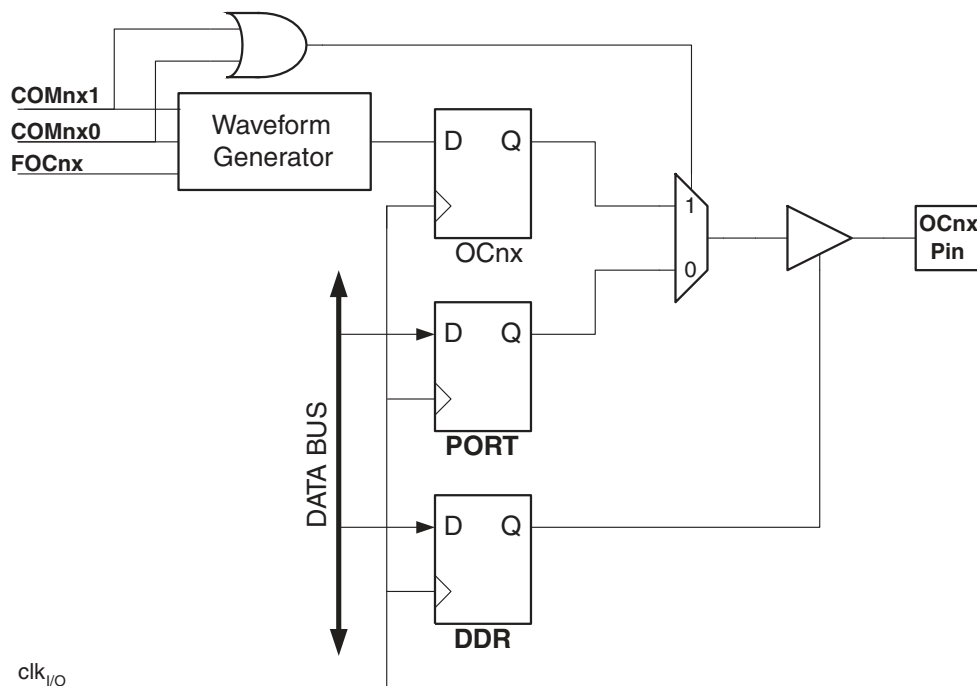 COMnx1
COMnx0
FOCnx
Waveform
Generator
D Q
OCnx
1
0
OCnx
Pin
D Q
PORT
DATA BUS
D Q
DDR
clkI/O